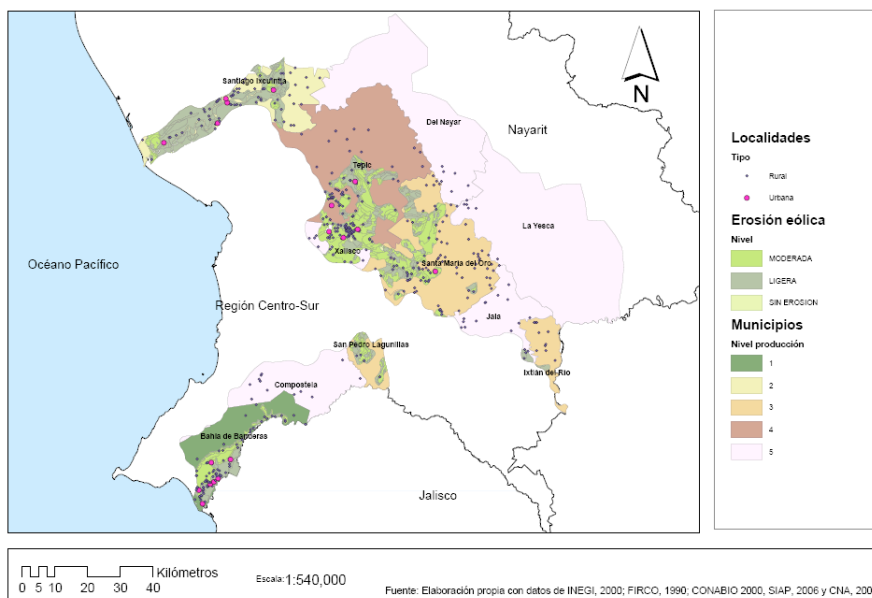 Santiago Ixcuintla
Del Nayar
Nayarit
Tepic
La Yesca
Océano Pacífico
Xalisco
Santa María del Oro
Región Centro-Sur
Jala
San Pedro Lagunillas
Ixtlan del Río
Compostela
Bahía de Banderas
Jalisco
N
Localidades
Tipo
Rural
Urbana
Erosión eólica
Nivel
MODERADA
LIGERA
SIN EROSION
Municipios
Nivel producción
1
2
3
4
5
Kilómetros
0 5 10 20 30 40
Escala: 1:540,000
Fuente: Elaboración propia con datos de INEGI, 2000; FIRCO, 1990; CONABIO 2000, SIAP, 2006 y CNA, 200